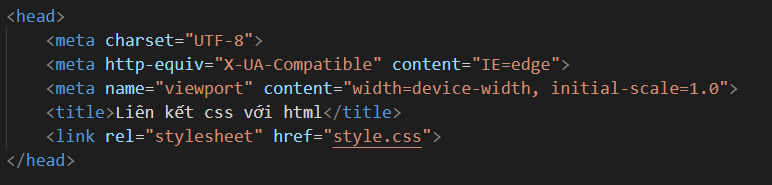 <head>
<meta charset="UTF-8">
<meta http-equiv="X-UA-Compatible" content="IE=edge">
<meta name="viewport" content="width=device-width, initial-scale=1.0">
<title>Liên kết css với html</title>
<link rel="stylesheet" href="style.css">
</head>